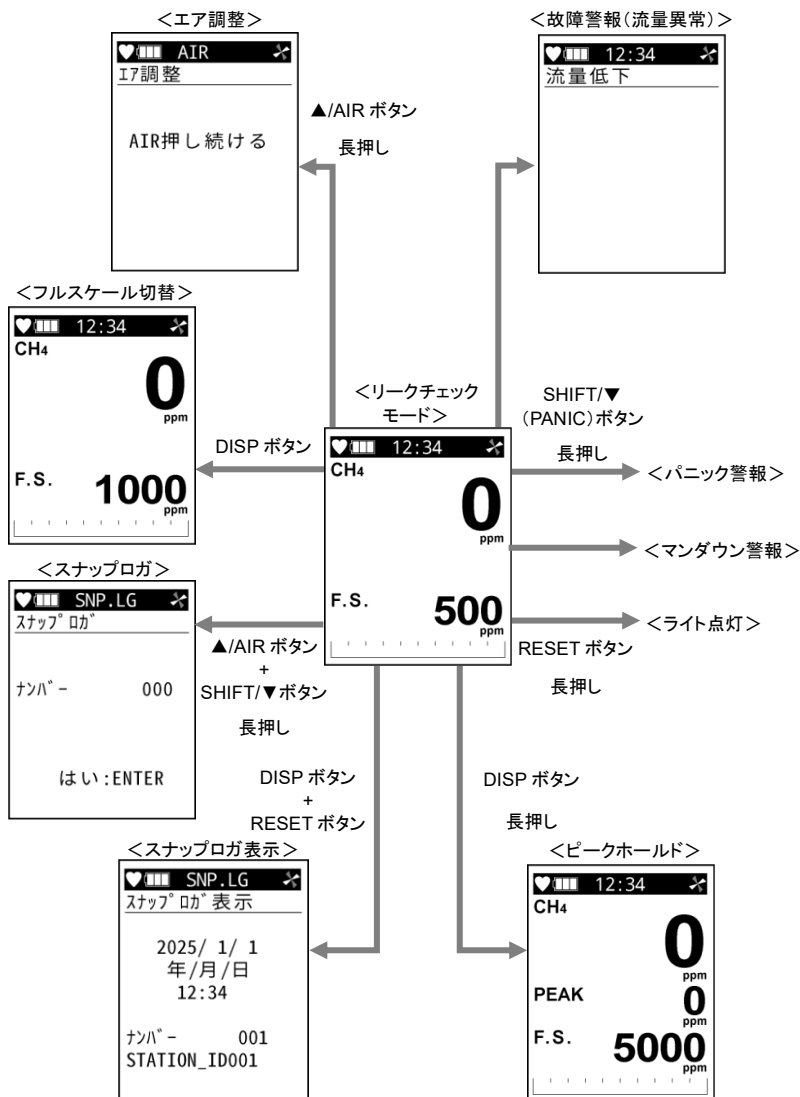 ＜エア調整＞
AIR
ｴｱ調整
AIR押し続ける
▲/AIR ボタン
長押し
＜故障警報(流量異常)＞
12:34
流量低下
＜フルスケール切替＞
12:34
CH₄
0
ppm
F.S.
1000
ppm
DISP ボタン
＜リークチェック
モード＞
12:34
CH₄
0
ppm
F.S.
500
ppm
SHIFT/▼
（PANIC）ボタン
長押し
＜パニック警報＞
＜マンダウン警報＞
＜ライト点灯＞
RESET ボタン
長押し
＜スナップロガ＞
SNP.LG
ｽﾅｯﾌﾟﾛｶﾞ
ﾅﾝﾊﾞｰ 000
はい:ENTER
▲/AIR ボタン
+
SHIFT/▼ボタン
長押し
DISP ボタン
+
RESET ボタン
＜スナップロガ表示＞
SNP.LG
ｽﾅｯﾌﾟﾛｶﾞ表示
2025/ 1/ 1
年/月/日
12:34
ﾅﾝﾊﾞｰ 001
STATION_ID001
DISP ボタン
長押し
＜ピークホールド＞
12:34
CH₄
0
ppm
PEAK
0
ppm
F.S.
5000
ppm